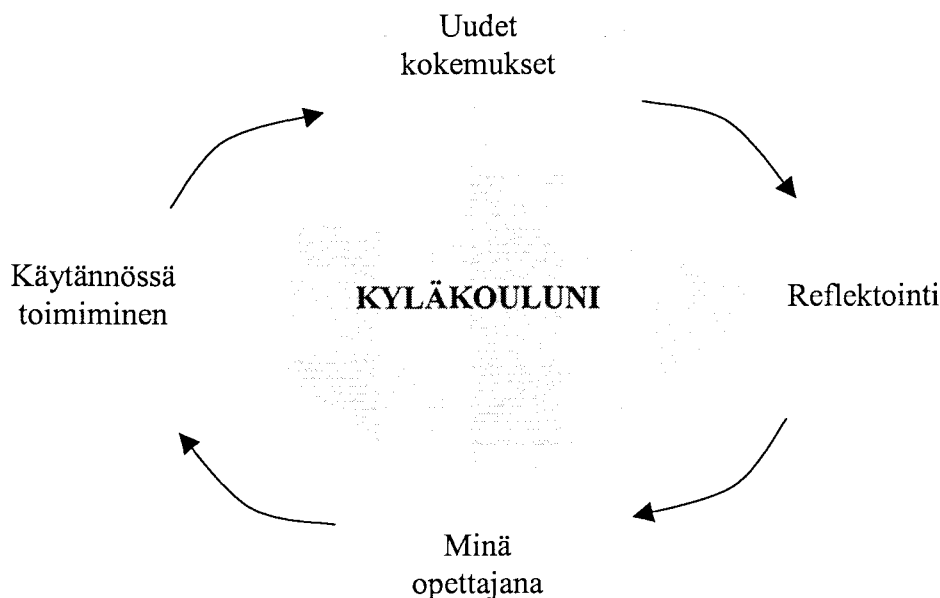 Uudet
kokemukset
Käytännössä
toimiminen
KYLÄKOULUNI
Reflektointi
Minä
opettajana